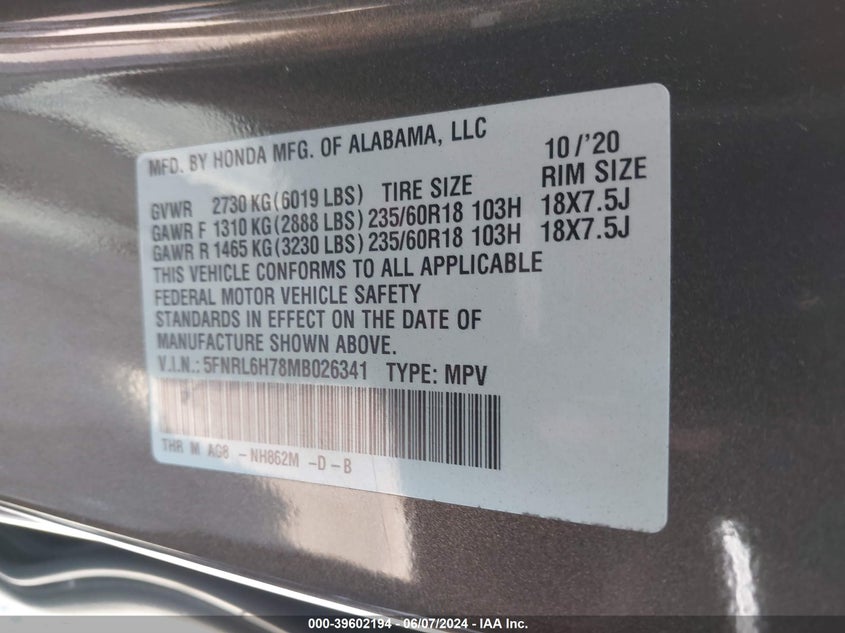 MFD. BY HONDA MFG. OF ALABAMA, LLC 10/'20
GVWR 2730 KG (6019 LBS) TIRE SIZE RIM SIZE
GAWR F 1310 KG (2888 LBS) 235/60R18 103H 18X7.5J
GAWR R 1465 KG (3230 LBS) 235/60R18 103H 18X7.5J
THIS VEHICLE CONFORMS TO ALL APPLICABLE
FEDERAL MOTOR VEHICLE SAFETY
STANDARDS IN EFFECT ON THE DATE OF
MANUFACTURE SHOWN ABOVE.
V.I.N.: 5FNRL6H78MB026341 TYPE: MPV
THR M AG8 - NH862M - D - B
000-39602194 - 06/07/2024 - IAA Inc.